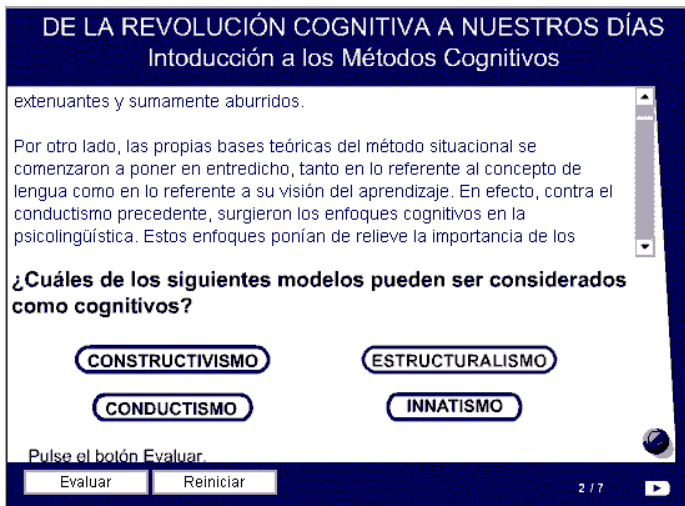 DE LA REVOLUCIÓN COGNITIVA A NUESTROS DÍAS
Intoducción a los Métodos Cognitivos
extenuantes y sumamente aburridos.
Por otro lado, las propias bases teóricas del método situacional se
comenzaron a poner en entredicho, tanto en lo referente al concepto de
lengua como en lo referente a su visión del aprendizaje. En efecto, contra el
conductismo precedente, surgieron los enfoques cognitivos en la
psicolingüística. Estos enfoques ponían de relieve la importancia de los
¿Cuáles de los siguientes modelos pueden ser considerados
como cognitivos?
CONSTRUCTIVISMO ESTRUCTURALISMO
CONDUCTISMO INNATISMO
Pulse el botón Evaluar.
Evaluar Reiniciar 2 / 7